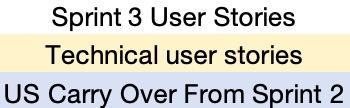 Sprint 3 User Stories
Technical user stories
US Carry Over From Sprint 2